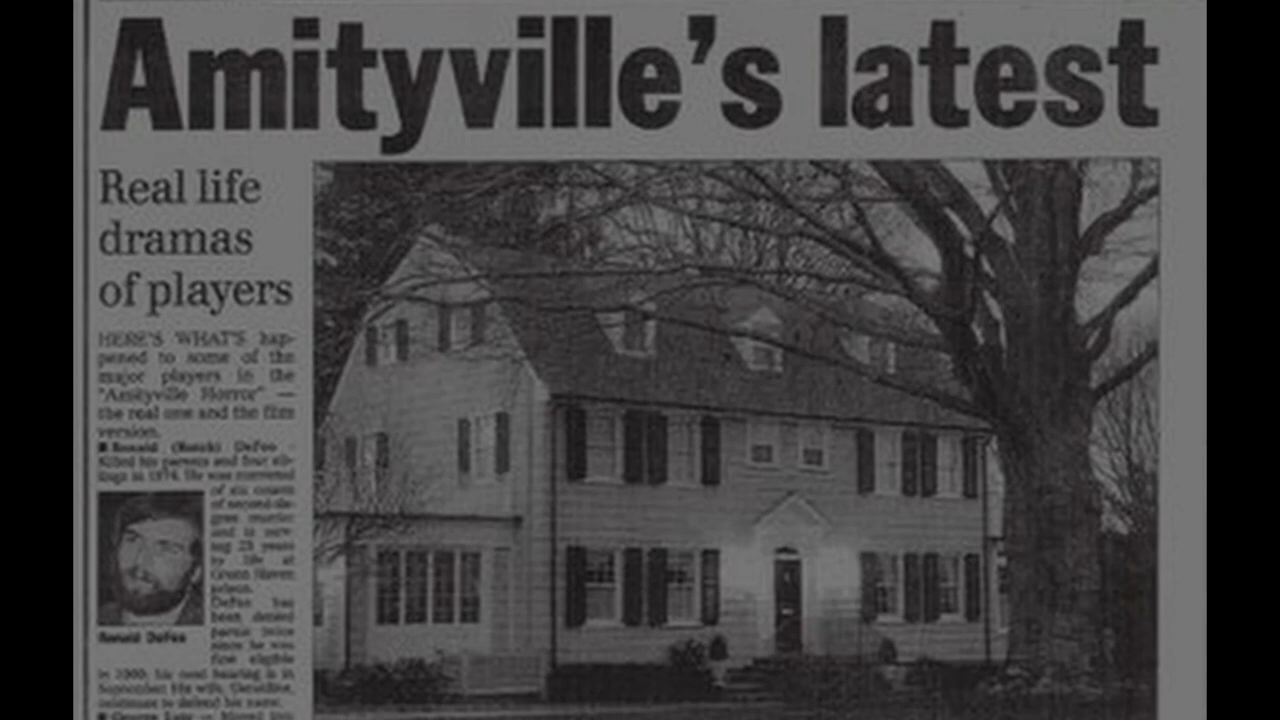 Amityville's latest
Real life
dramas
of players
HERE'S WHAT'S hap-
pened to some of the
major players in the
"Amityville Horror" —
the real one and the film
version.
■ Ronald (Butch) DeFeo -
Killed his parents and four sib-
lings in 1974. He was convicted
of six counts
of second-de-
gree murder
and is serv-
ing 25 years
to life at
Green Haven
prison.
DeFeo has
been denied
parole twice
since he was
first eligible
Ronald DeFeo
in 2000; his next hearing is in
September. His wife, Geraldine,
continues to defend his name.
■ George Lutz — Moved